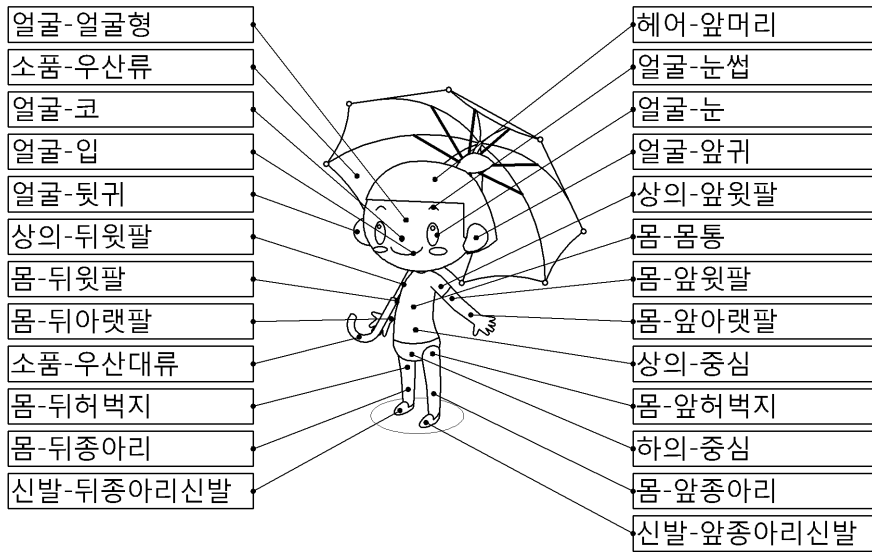 얼굴-얼굴형
소품-우산류
얼굴-코
얼굴-입
얼굴-뒷귀
상의-뒤윗팔
몸-뒤윗팔
몸-뒤아랫팔
소품-우산대류
몸-뒤허벅지
몸-뒤종아리
신발-뒤종아리신발
헤어-앞머리
얼굴-눈썹
얼굴-눈
얼굴-앞귀
상의-앞윗팔
몸-몸통
몸-앞윗팔
몸-앞아랫팔
상의-중심
몸-앞허벅지
하의-중심
몸-앞종아리
신발-앞종아리신발